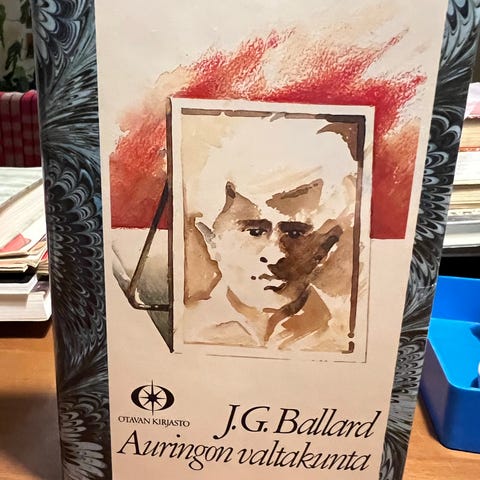 OTAVAN KIRJASTO
J.G. Ballard
Auringon valtakunta